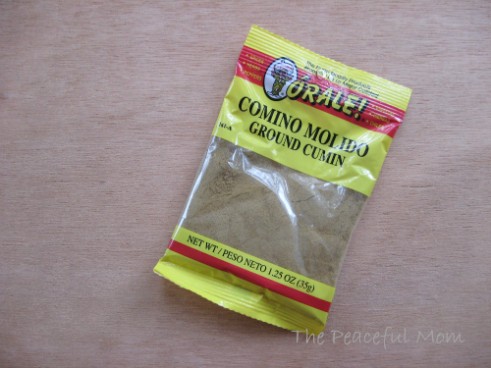 ORALE!
COMINO MOLIDO
GROUND CUMIN
NET WT / PESO NETO 1.25 OZ (35g)
The Peaceful Mom